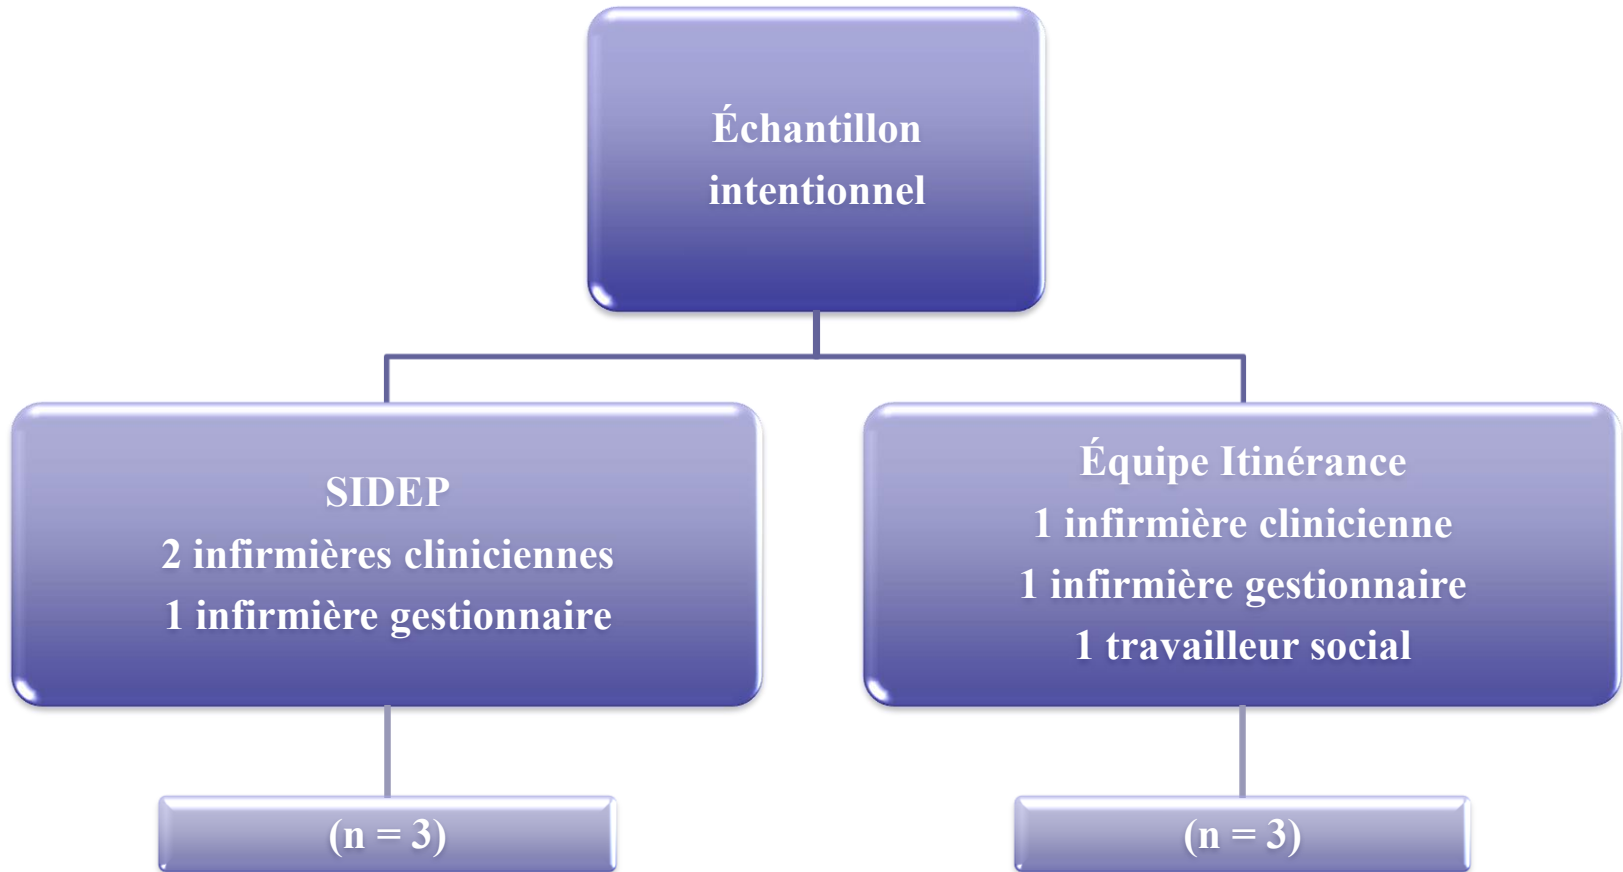 Échantillon
intentionnel
SIDEP
2 infirmières cliniciennes
1 infirmière gestionnaire
(n = 3)
Équipe Itinérance
1 infirmière clinicienne
1 infirmière gestionnaire
1 travailleur social
(n = 3)